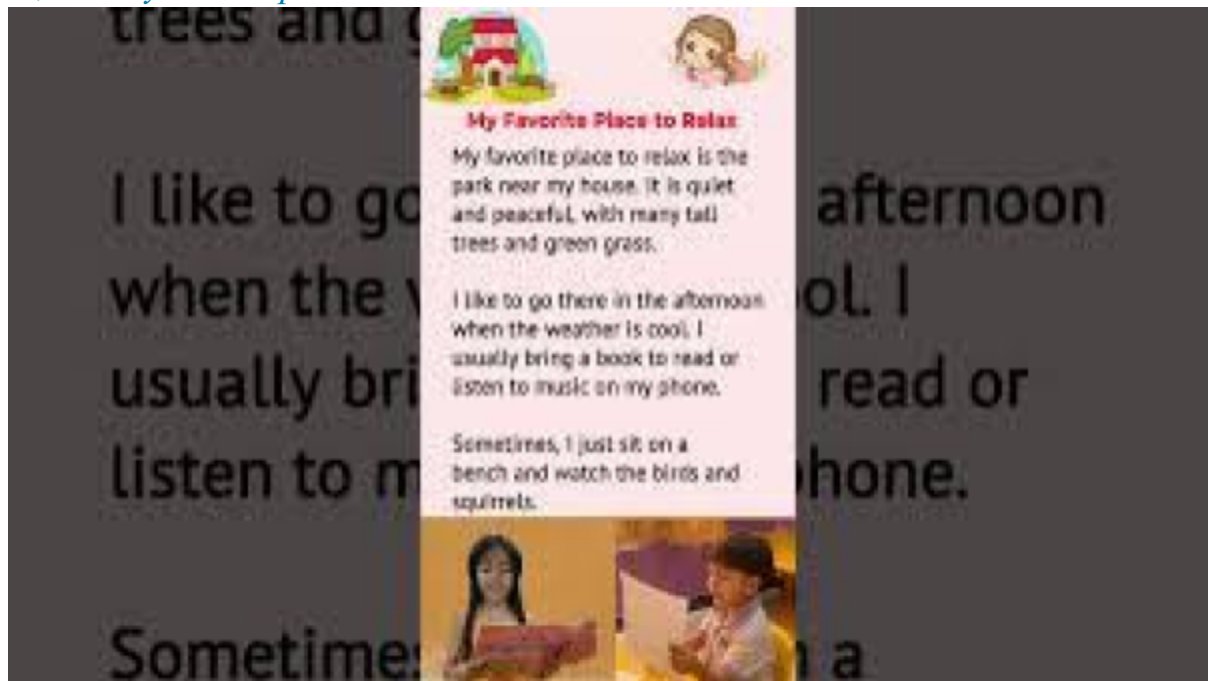 trees and
My Favorite Place to Relax
My favorite place to relax is the
park near my house. It is quiet
and peaceful, with many tall
trees and green grass.
I like to go there in the afternoon
when the weather is cool. I
usually bring a book to read or
listen to music on my phone.
Sometimes, I just sit on a
bench and watch the birds and
squirrels.
I like to go afternoon
when the ool. I
usually bri read or
listen to m hone.
Sometimes a